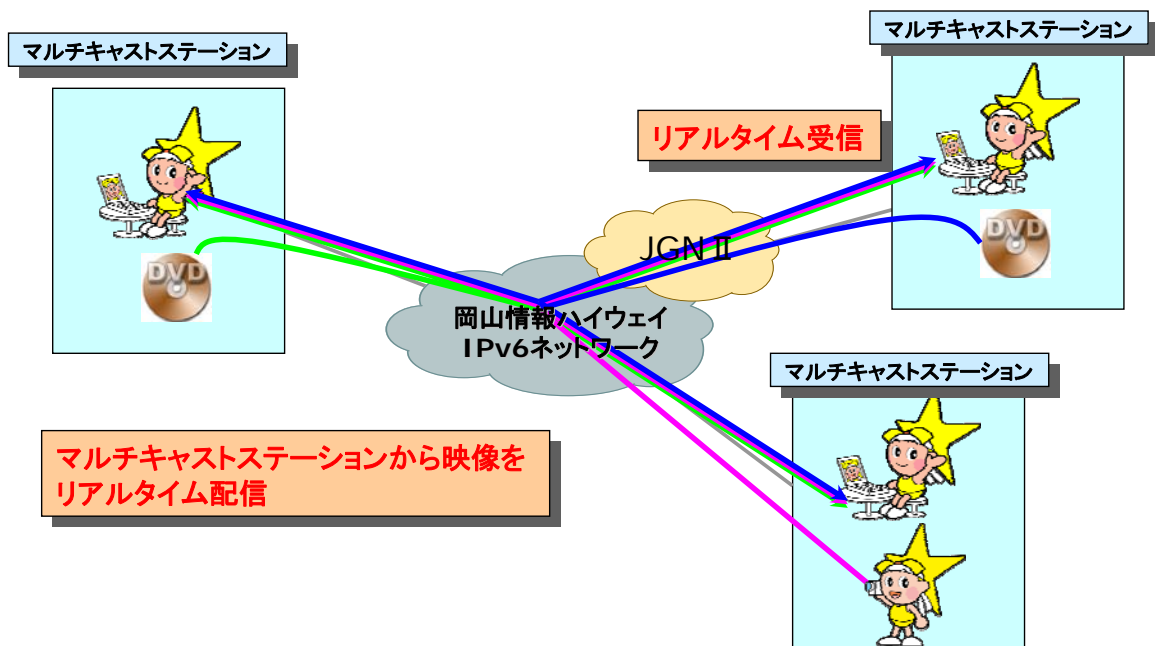 マルチキャストステーション
マルチキャストステーション
リアルタイム受信
DVD
DVD
JGNⅡ
岡山情報ハイウェイ
IPv6ネットワーク
マルチキャストステーション
マルチキャストステーションから映像を
リアルタイム配信